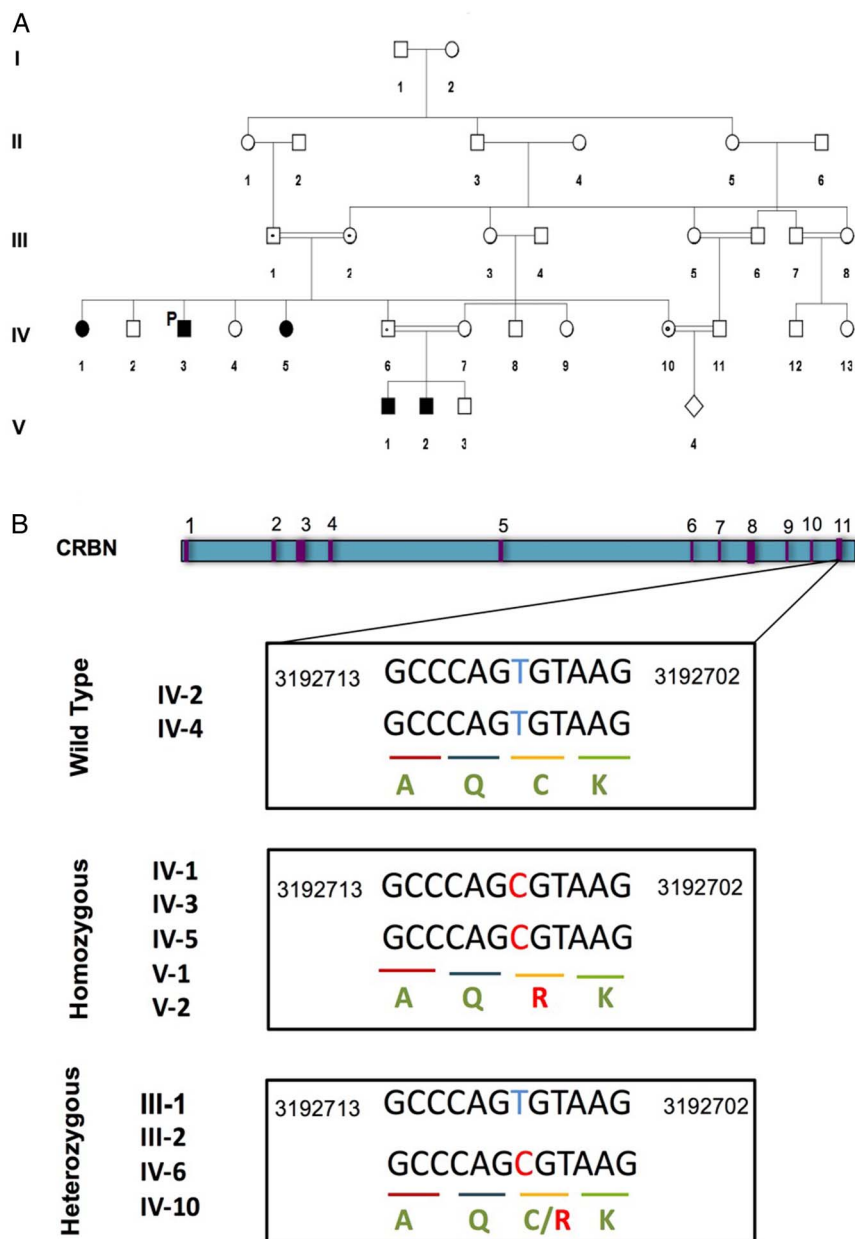 A
I
1 2
II
1 2 3 4 5 6
III
1 2 3 4 5 6 7 8
P
IV
1 2 3 4 5 6 7 8 9 10 11 12 13
V
1 2 3 4
B
CRBN
1 2 3 4 5 6 7 8 9 10 11
Wild Type
IV-2
IV-4
3192713 GCCCAGTGTAAG 3192702
GCCCAGTGTAAG
A Q C K
Homozygous
IV-1
IV-3
IV-5
V-1
V-2
3192713 GCCCAGCGTAAG 3192702
GCCCAGCGTAAG
A Q R K
Heterozygous
III-1
III-2
IV-6
IV-10
3192713 GCCCAGTGTAAG 3192702
GCCCAGCGTAAG
A Q C/R K